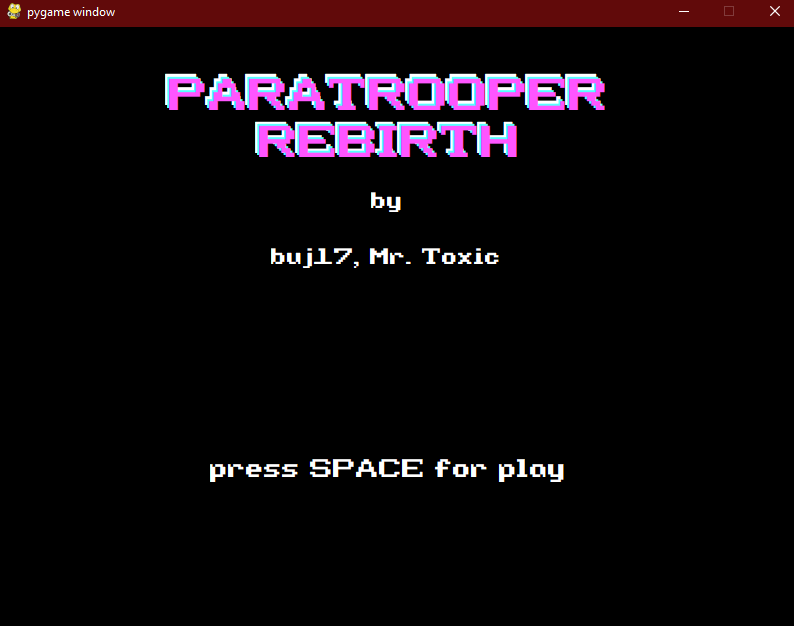 pygame window
PARATROOPER
REBIRTH
by
buj17, Mr. Toxic
press SPACE for play